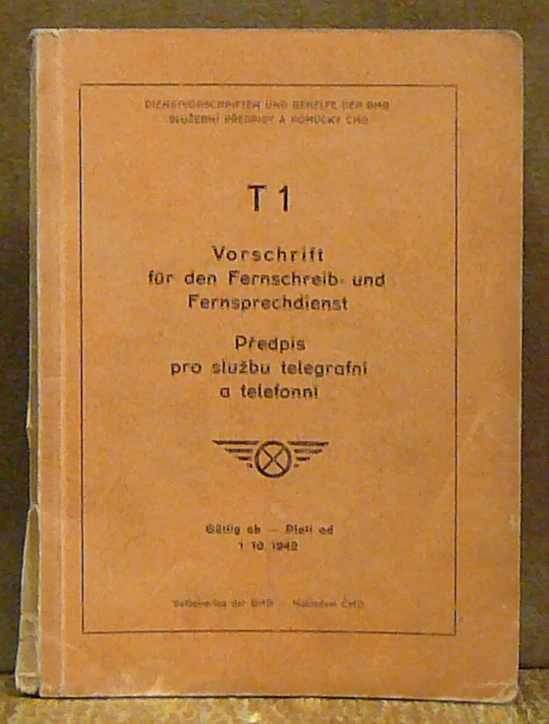 DIENSTVORSCHRIFTEN UND BEHELFE DER BMB
SLUŽEBNÍ PŘEDPISY A POMŮCKY ČMD
T 1
Vorschrift
für den Fernschreib- und
Fernsprechdienst
Předpis
pro službu telegrafní
a telefonní
Gültig ab — Platí od
1. 10. 1942
Selbstverlag der BMB — Nákladem ČMD